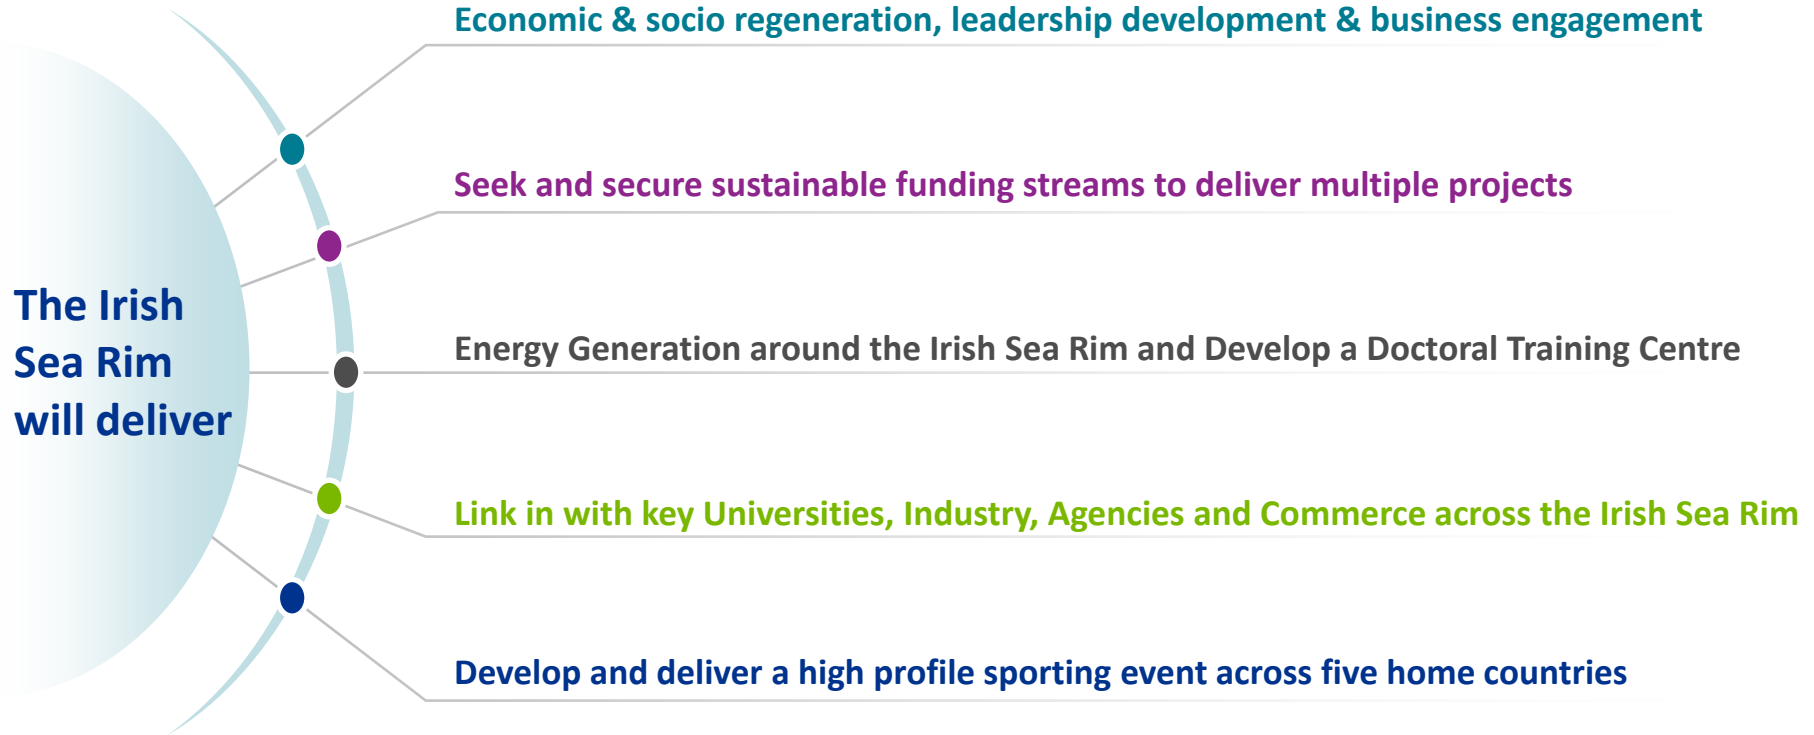 Economic & socio regeneration, leadership development & business engagement
Seek and secure sustainable funding streams to deliver multiple projects
The Irish
Sea Rim
will deliver
Energy Generation around the Irish Sea Rim and Develop a Doctoral Training Centre
Link in with key Universities, Industry, Agencies and Commerce across the Irish Sea Rim
Develop and deliver a high profile sporting event across five home countries